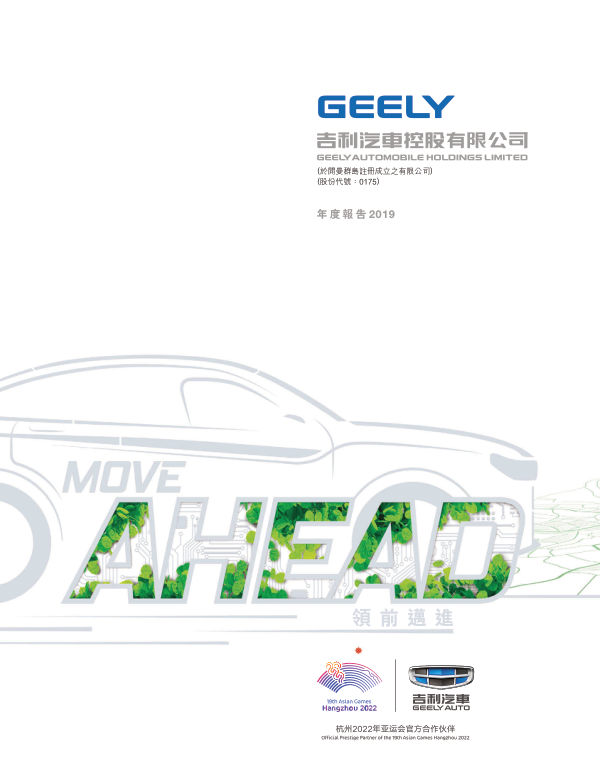 GEELY
吉利汽車控股有限公司
GEELY AUTOMOBILE HOLDINGS LIMITED
(於開曼群島註冊成立之有限公司)
(股份代號：0175)
年度報告 2019
MOVE
AHEAD
領前邁進
19th Asian Games
Hangzhou 2022
吉利汽車
GEELY AUTO
杭州2022年亚运会官方合作伙伴
Official Prestige Partner of the 19th Asian Games Hangzhou 2022